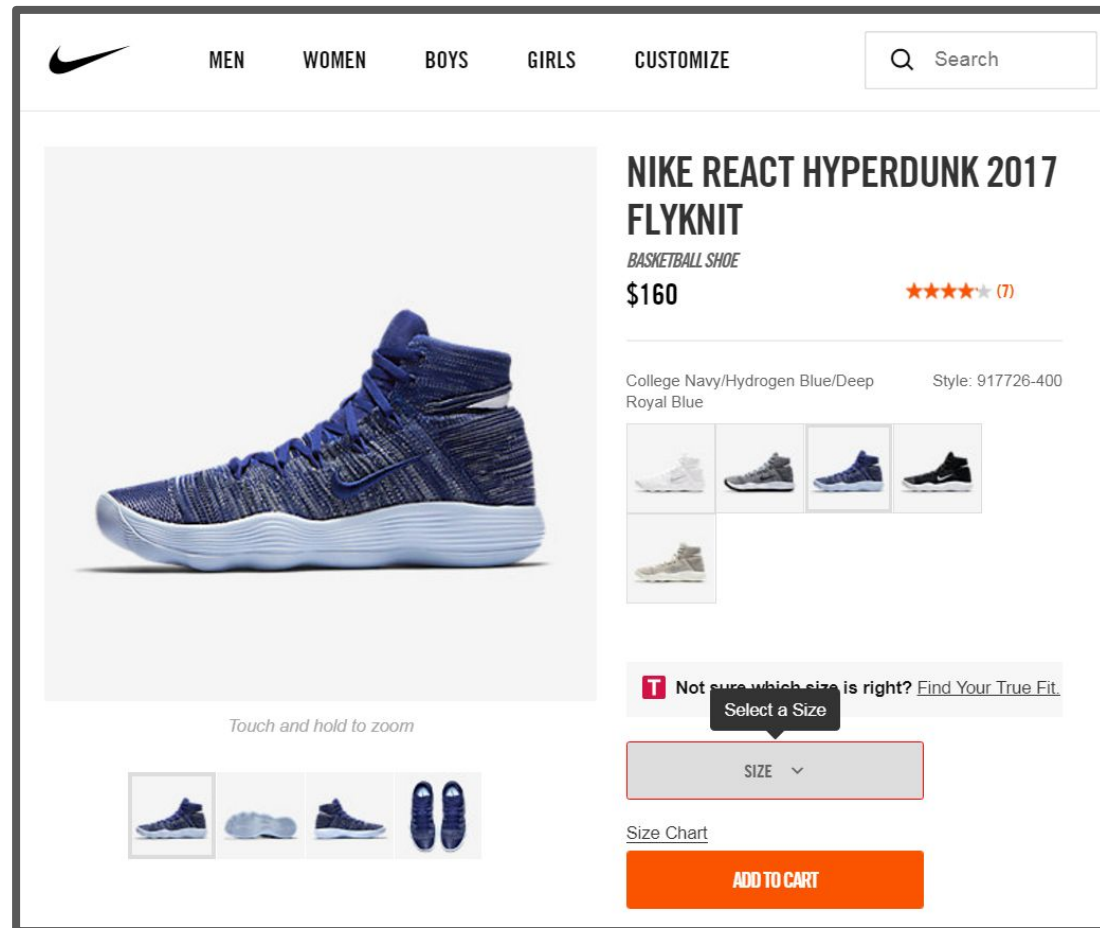 MEN WOMEN BOYS GIRLS CUSTOMIZE Search
NIKE REACT HYPERDUNK 2017
FLYKNIT
BASKETBALL SHOE
$160 (7)
College Navy/Hydrogen Blue/Deep Style: 917726-400
Royal Blue
T Not sure which size is right? Find Your True Fit.
Select a Size
SIZE
Size Chart
ADD TO CART
Touch and hold to zoom